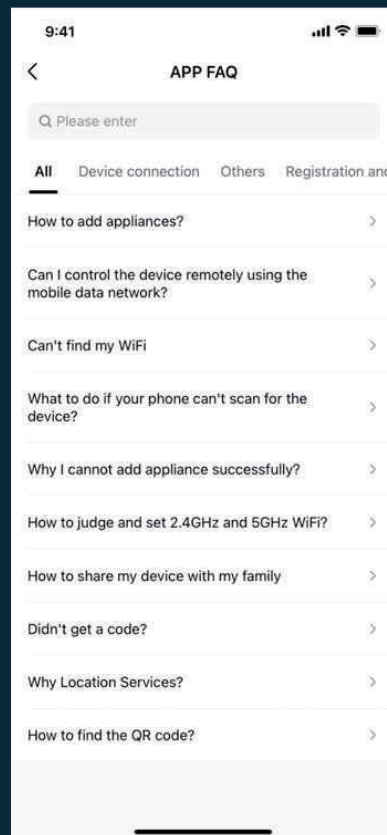 9:41
APP FAQ
Please enter
All Device connection Others Registration and
How to add appliances?
Can I control the device remotely using the
mobile data network?
Can't find my WiFi
What to do if your phone can't scan for the
device?
Why I cannot add appliance successfully?
How to judge and set 2.4GHz and 5GHz WiFi?
How to share my device with my family
Didn't get a code?
Why Location Services?
How to find the QR code?